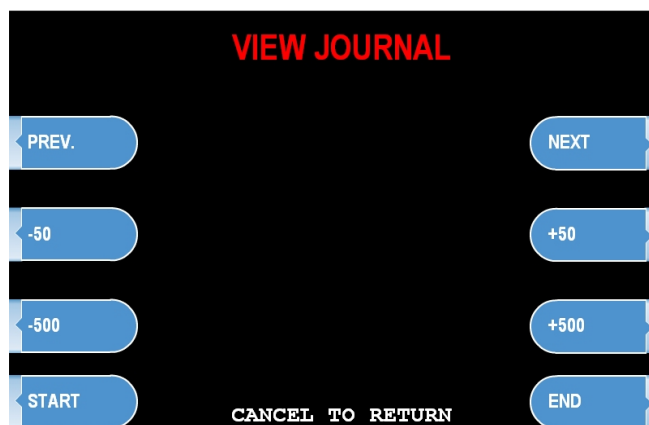 VIEW JOURNAL
PREV.
NEXT
-50
+50
-500
+500
START
END
CANCEL TO RETURN